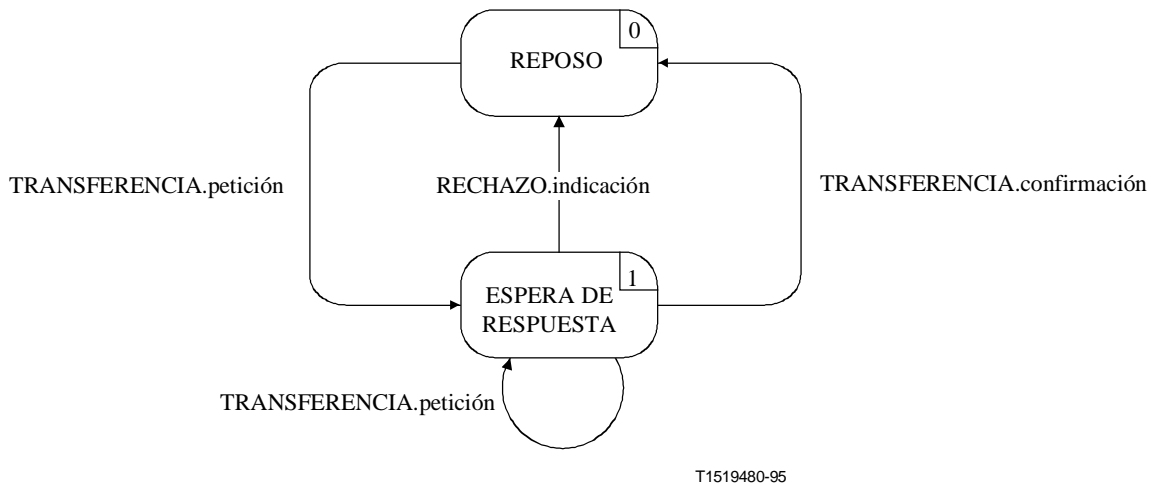 0
REPOSO
TRANSFERENCIA.petición
RECHAZO.indicación
TRANSFERENCIA.confirmación
1
ESPERA DE
RESPUESTA
TRANSFERENCIA.petición
T1519480-95